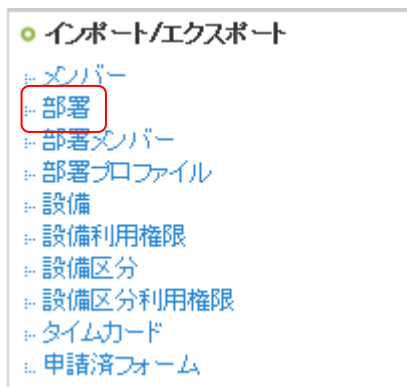 インポート/エクスポート
メンバー
部署
部署メンバー
部署プロファイル
設備
設備利用権限
設備区分
設備区分利用権限
タイムカード
申請済フォーム